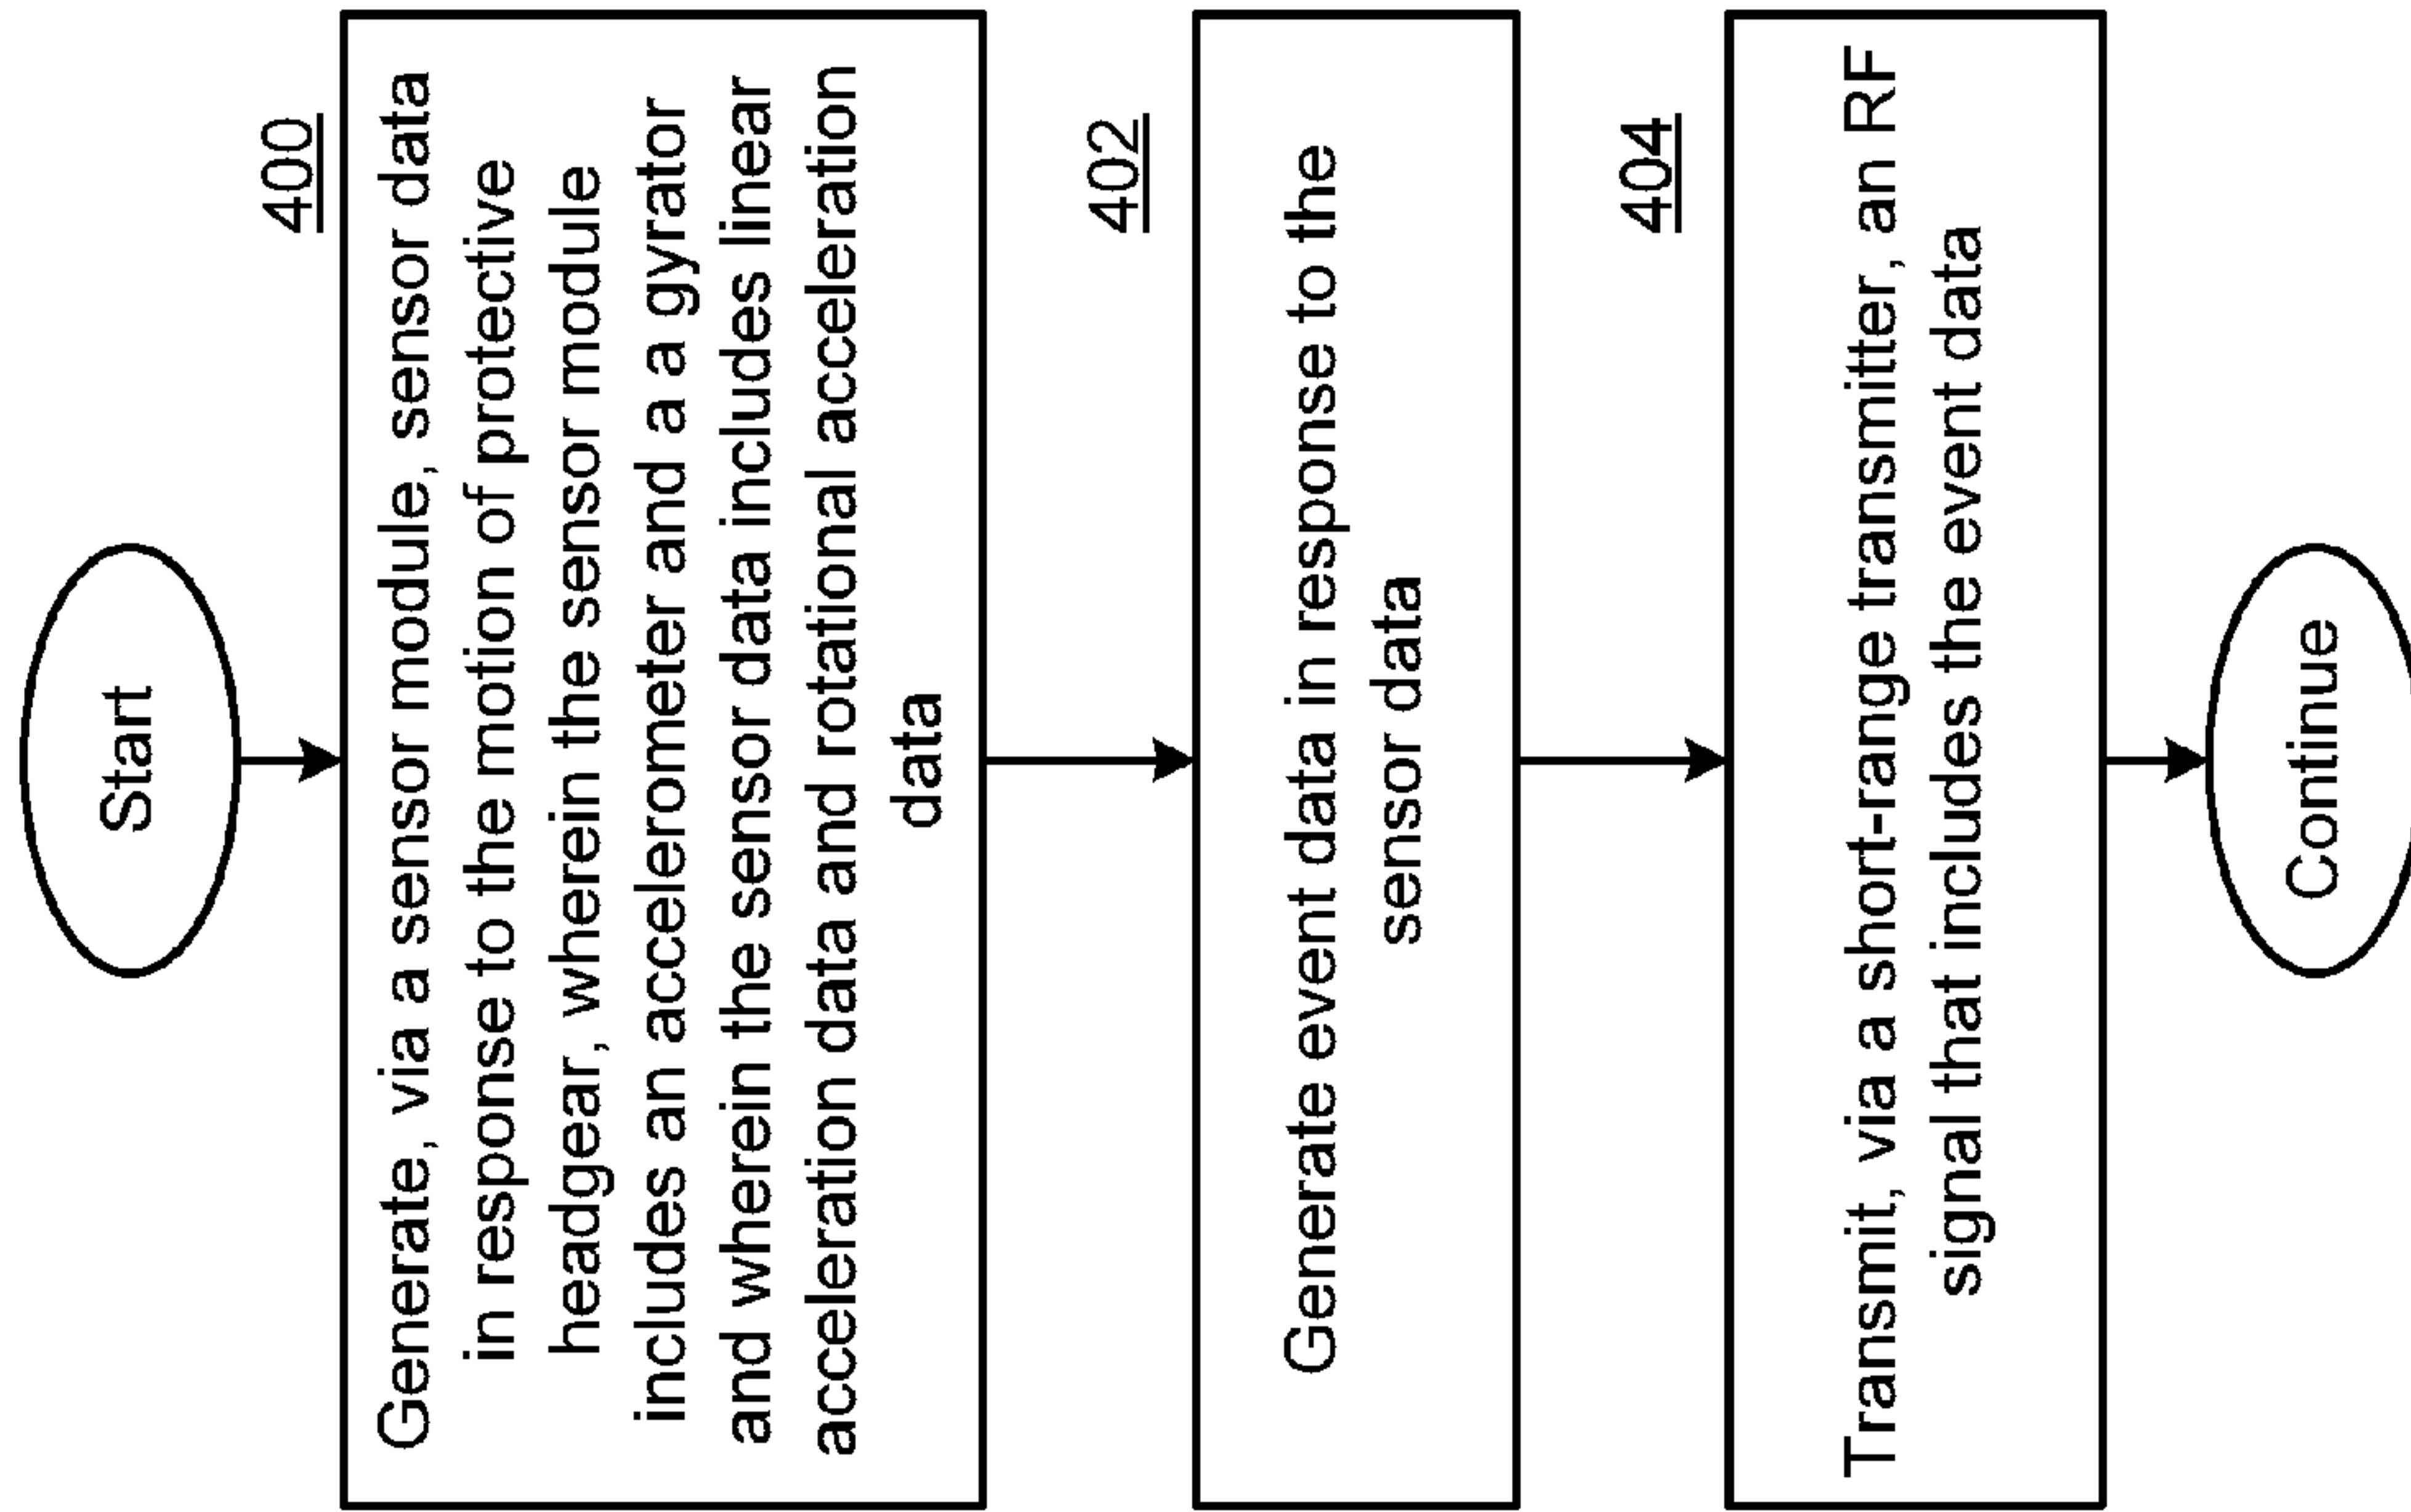 Start
400
Generate, via a sensor module, sensor data
in response to the motion of protective
headgear, wherein the sensor module
includes an accelerometer and a a gyrator
and wherein the sensor data includes linear
acceleration data and rotational acceleration
data
402
Generate event data in response to the
sensor data
404
Transmit, via a short-range transmitter, an RF
signal that includes the event data
Continue